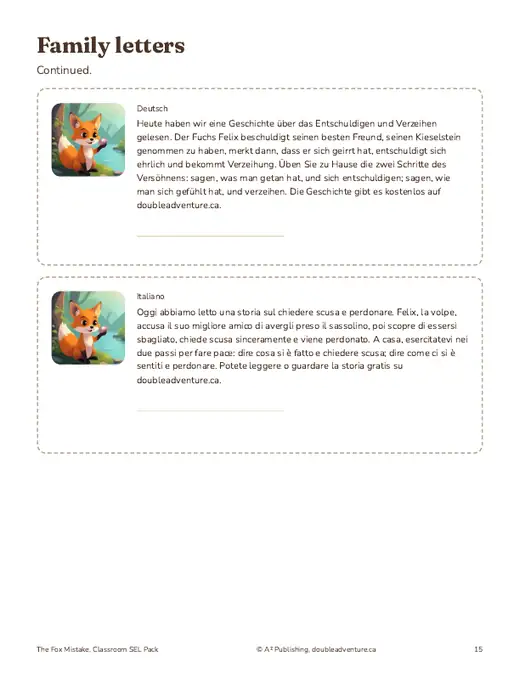 Family letters
Continued.
Deutsch
Heute haben wir eine Geschichte über das Entschuldigen und Verzeihen
gelesen. Der Fuchs Felix beschuldigt seinen besten Freund, seinen Kieselstein
genommen zu haben, merkt dann, dass er sich geirrt hat, entschuldigt sich
ehrlich und bekommt Verzeihung. Üben Sie zu Hause die zwei Schritte des
Versöhnens: sagen, was man getan hat, und sich entschuldigen; sagen, wie
man sich gefühlt hat, und verzeihen. Die Geschichte gibt es kostenlos auf
doubleadventure.ca.
Italiano
Oggi abbiamo letto una storia sul chiedere scusa e perdonare. Felix, la volpe,
accusa il suo migliore amico di avergli preso il sassolino, poi scopre di essersi
sbagliato, chiede scusa sinceramente e viene perdonato. A casa, esercitatevi nei
due passi per fare pace: dire cosa si è fatto e chiedere scusa; dire come ci si è
sentiti e perdonare. Potete leggere o guardare la storia gratis su
doubleadventure.ca.
The Fox Mistake. Classroom SEL Pack
© A² Publishing, doubleadventure.ca
15